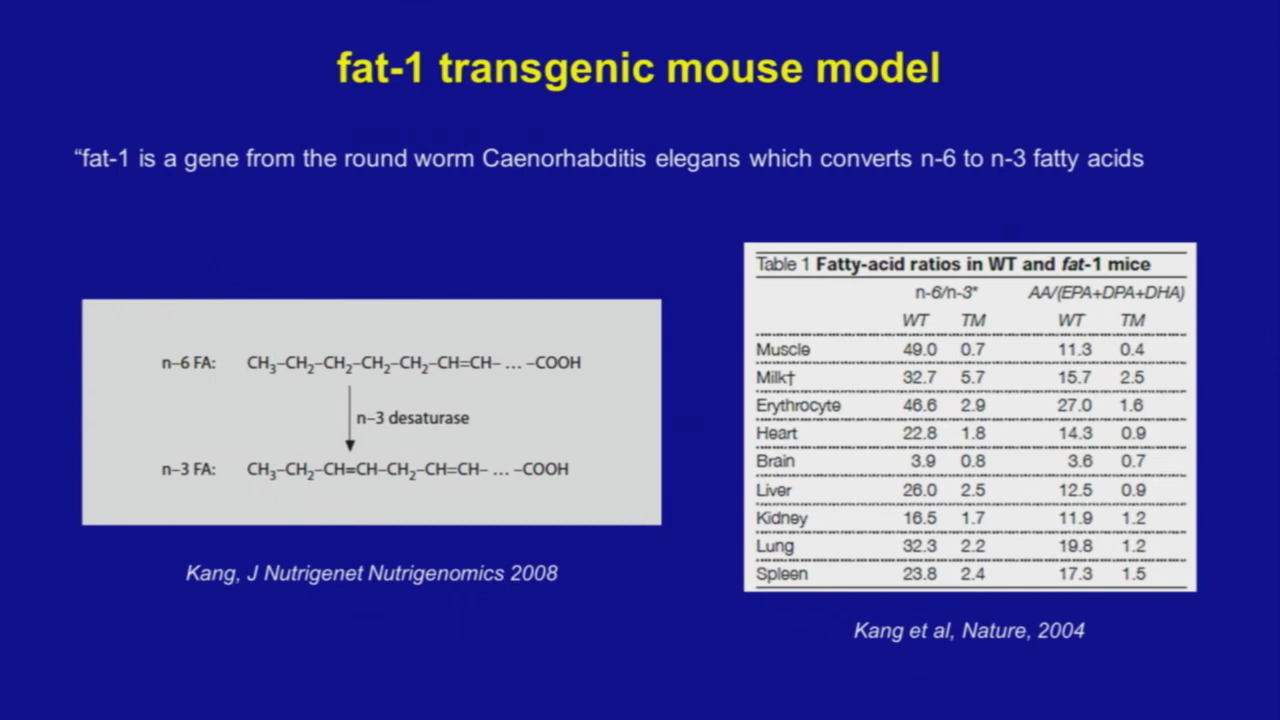 fat-1 transgenic mouse model
“fat-1 is a gene from the round worm Caenorhabditis elegans which converts n-6 to n-3 fatty acids
n–6 FA: CH₃–CH₂–CH₂–CH₂–CH₂–CH=CH– ... –COOH
n–3 desaturase
n–3 FA: CH₃–CH₂–CH=CH–CH₂–CH=CH– ... –COOH
Kang, J Nutrigenet Nutrigenomics 2008
Table 1 Fatty-acid ratios in WT and fat-1 mice
n-6/n-3* AA/(EPA+DPA+DHA)
WT TM WT TM
Muscle 49.0 0.7 11.3 0.4
Milk† 32.7 5.7 15.7 2.5
Erythrocyte 46.6 2.9 27.0 1.6
Heart 22.8 1.8 14.3 0.9
Brain 3.9 0.8 3.6 0.7
Liver 26.0 2.5 12.5 0.9
Kidney 16.5 1.7 11.9 1.2
Lung 32.3 2.2 19.8 1.2
Spleen 23.8 2.4 17.3 1.5
Kang et al, Nature, 2004